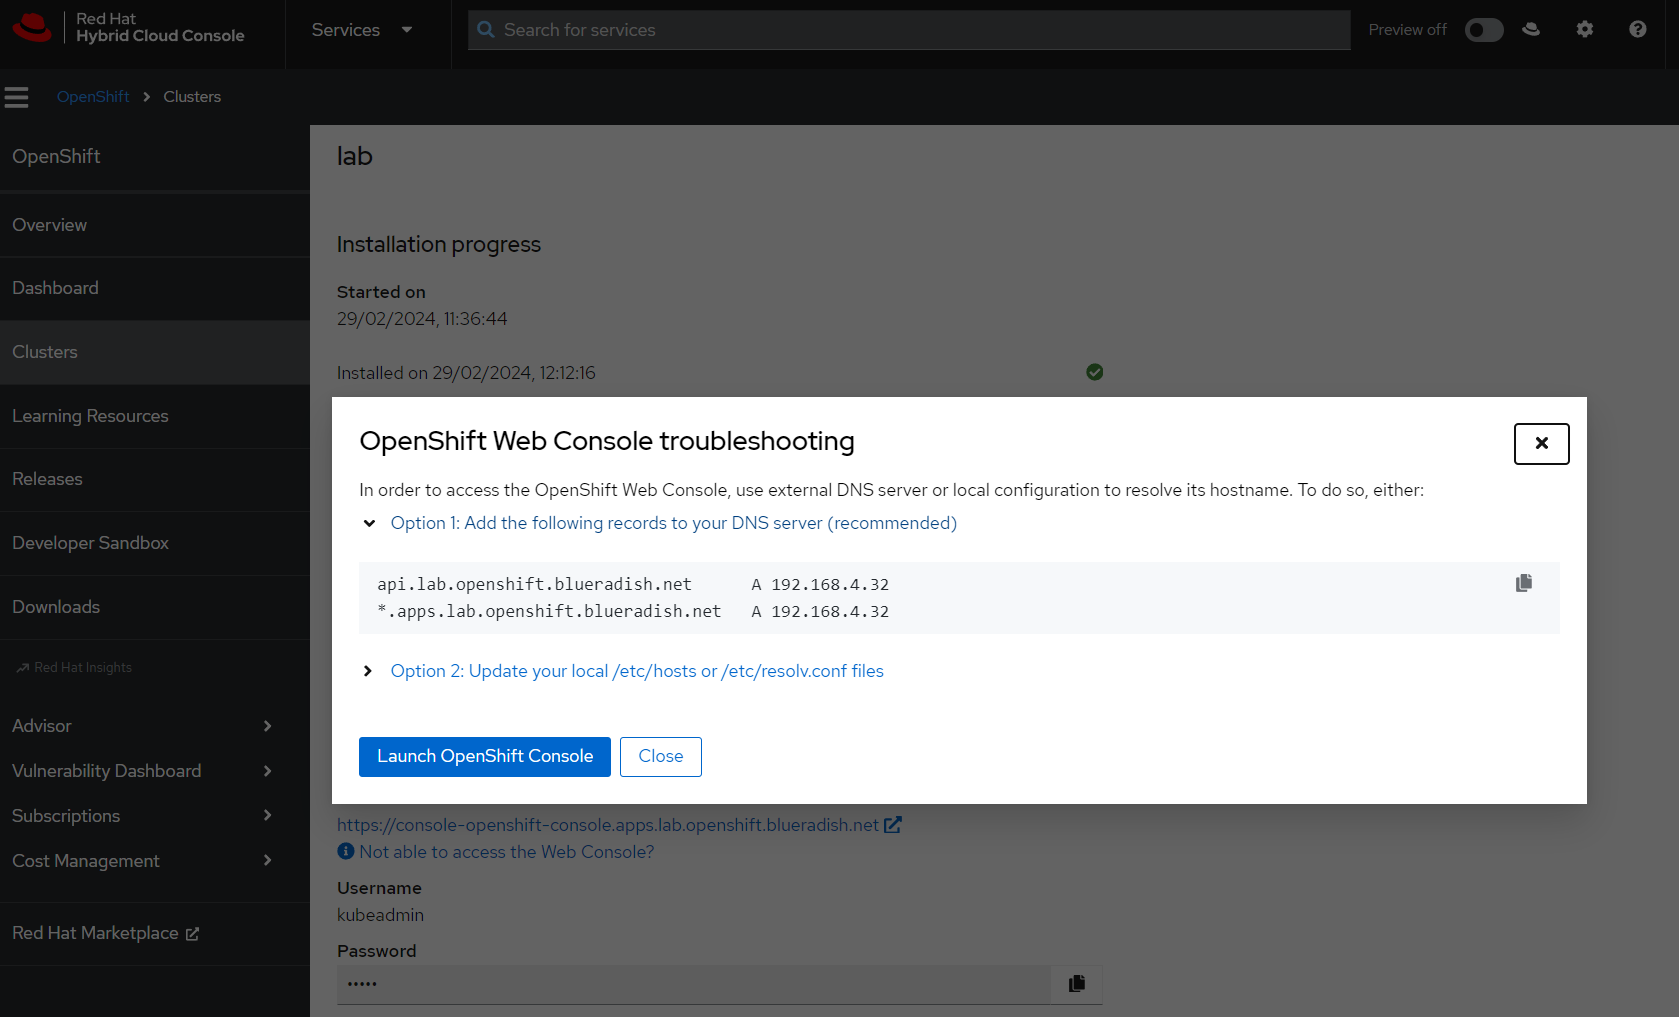 Red Hat
Hybrid Cloud Console
Services
Search for services
Preview off
OpenShift
Clusters
OpenShift
Overview
Dashboard
Clusters
Learning Resources
Releases
Developer Sandbox
Downloads
Red Hat Insights
Advisor
Vulnerability Dashboard
Subscriptions
Cost Management
Red Hat Marketplace
lab
Installation progress
Started on
29/02/2024, 11:36:44
Installed on 29/02/2024, 12:12:16
OpenShift Web Console troubleshooting
In order to access the OpenShift Web Console, use external DNS server or local configuration to resolve its hostname. To do so, either:
Option 1: Add the following records to your DNS server (recommended)
api.lab.openshift.blueradish.net A 192.168.4.32
*.apps.lab.openshift.blueradish.net A 192.168.4.32
Option 2: Update your local /etc/hosts or /etc/resolv.conf files
Launch OpenShift Console
Close
https://console-openshift-console.apps.lab.openshift.blueradish.net
Not able to access the Web Console?
Username
kubeadmin
Password
•••••